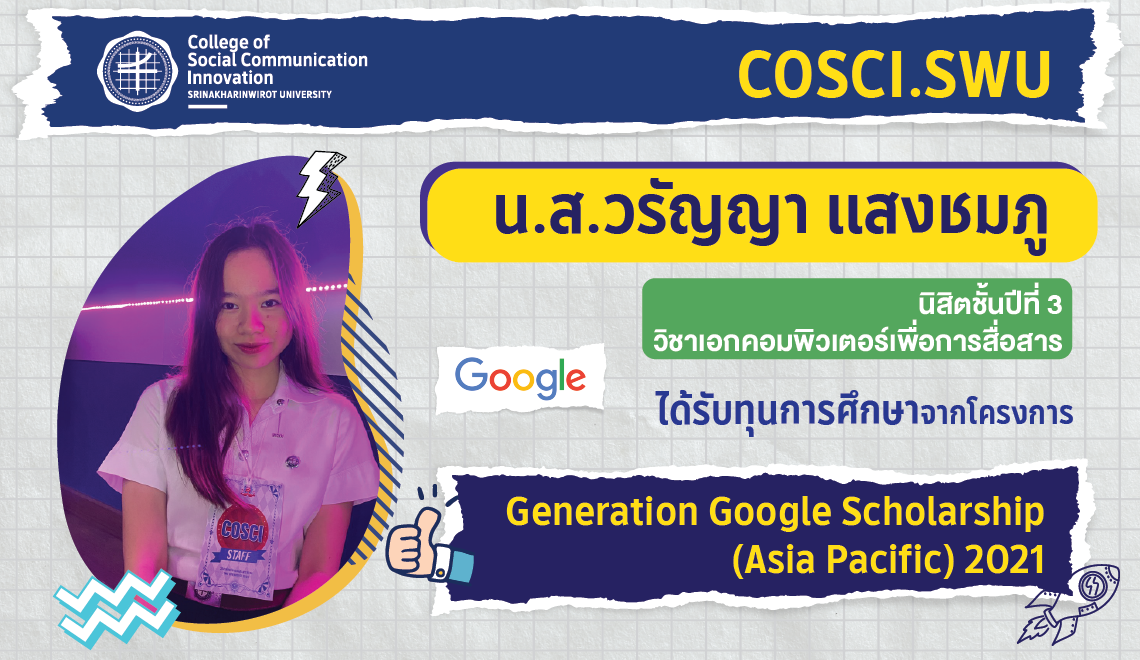 College of
Social Communication
Innovation
SRINAKHARINWIROT UNIVERSITY
COSCI.SWU
น.ส.วรัญญา แสงชมภู
นิสิตชั้นปีที่ 3
วิชาเอกคอมพิวเตอร์เพื่อการสื่อสาร
Google
ได้รับทุนการศึกษาจากโครงการ
Generation Google Scholarship
(Asia Pacific) 2021
COSCI
STAFF